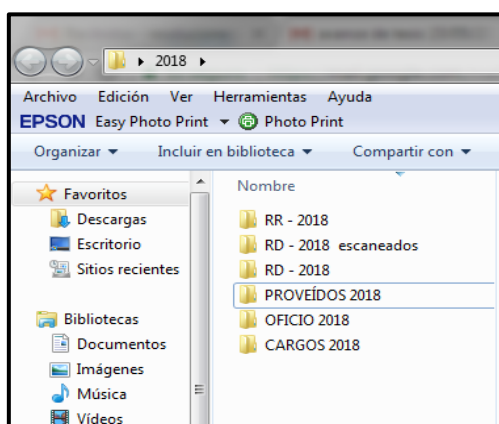 2018
Archivo Edición Ver Herramientas Ayuda
EPSON Easy Photo Print Photo Print
Organizar Incluir en biblioteca Compartir con
Favoritos
Descargas
Escritorio
Sitios recientes
Bibliotecas
Documentos
Imágenes
Música
Vídeos
Nombre
RR - 2018
RD - 2018 escaneados
RD - 2018
PROVEÍDOS 2018
OFICIO 2018
CARGOS 2018